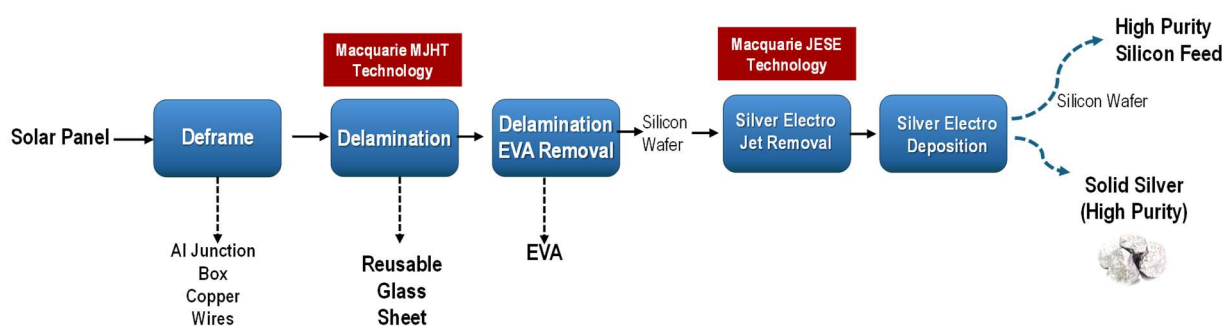 Macquarie MJHT
Technology
Macquarie JESE
Technology
High Purity
Silicon Feed
Solar Panel
Deframe
Delamination
Delamination
EVA Removal
Silicon
Wafer
Silver Electro
Jet Removal
Silver Electro
Deposition
Silicon Wafer
Al Junction
Box
Copper
Wires
Reusable
Glass
Sheet
EVA
Solid Silver
(High Purity)